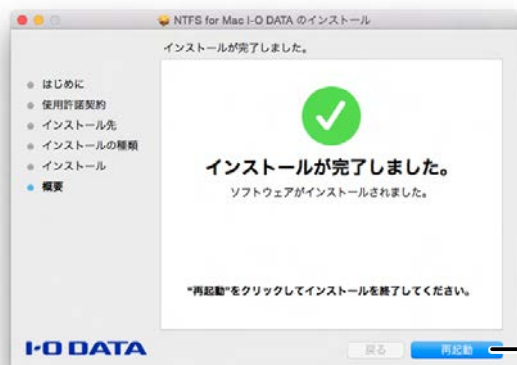 NTFS for Mac I-O DATA のインストール
インストールが完了しました。
はじめに
使用許諾契約
インストール先
インストールの種類
インストール
概要
インストールが完了しました。
ソフトウェアがインストールされました。
“再起動”をクリックしてインストールを終了してください。
I-O DATA
戻る
再起動